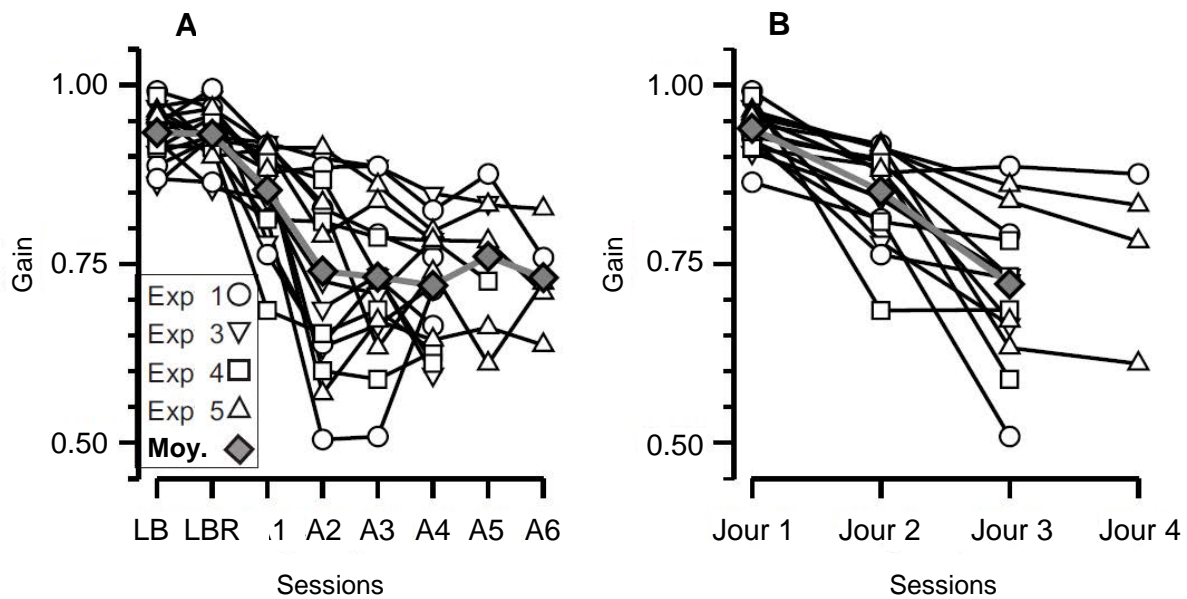 A
1.00
0.75
0.50
Gain
Exp 1
Exp 3
Exp 4
Exp 5
Moy.
LB LBR .1 A2 A3 A4 A5 A6
Sessions
B
1.00
0.75
0.50
Gain
Jour 1 Jour 2 Jour 3 Jour 4
Sessions